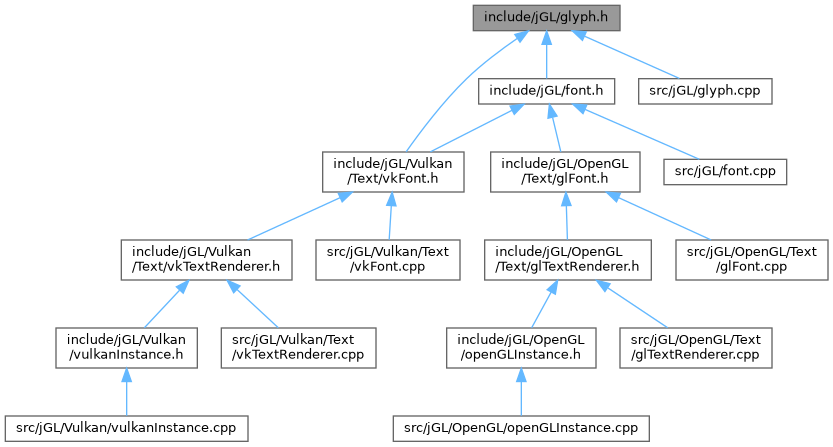 include/jGL/glyph.h
include/jGL/font.h
src/jGL/glyph.cpp
include/jGL/Vulkan
/Text/vkFont.h
include/jGL/OpenGL
/Text/glFont.h
src/jGL/font.cpp
include/jGL/Vulkan
/Text/vkTextRenderer.h
src/jGL/Vulkan/Text
/vkFont.cpp
include/jGL/OpenGL
/Text/glTextRenderer.h
src/jGL/OpenGL/Text
/glFont.cpp
include/jGL/Vulkan
/vulkanInstance.h
src/jGL/Vulkan/Text
/vkTextRenderer.cpp
include/jGL/OpenGL
/openGLInstance.h
src/jGL/OpenGL/Text
/glTextRenderer.cpp
src/jGL/Vulkan/vulkanInstance.cpp
src/jGL/OpenGL/openGLInstance.cpp